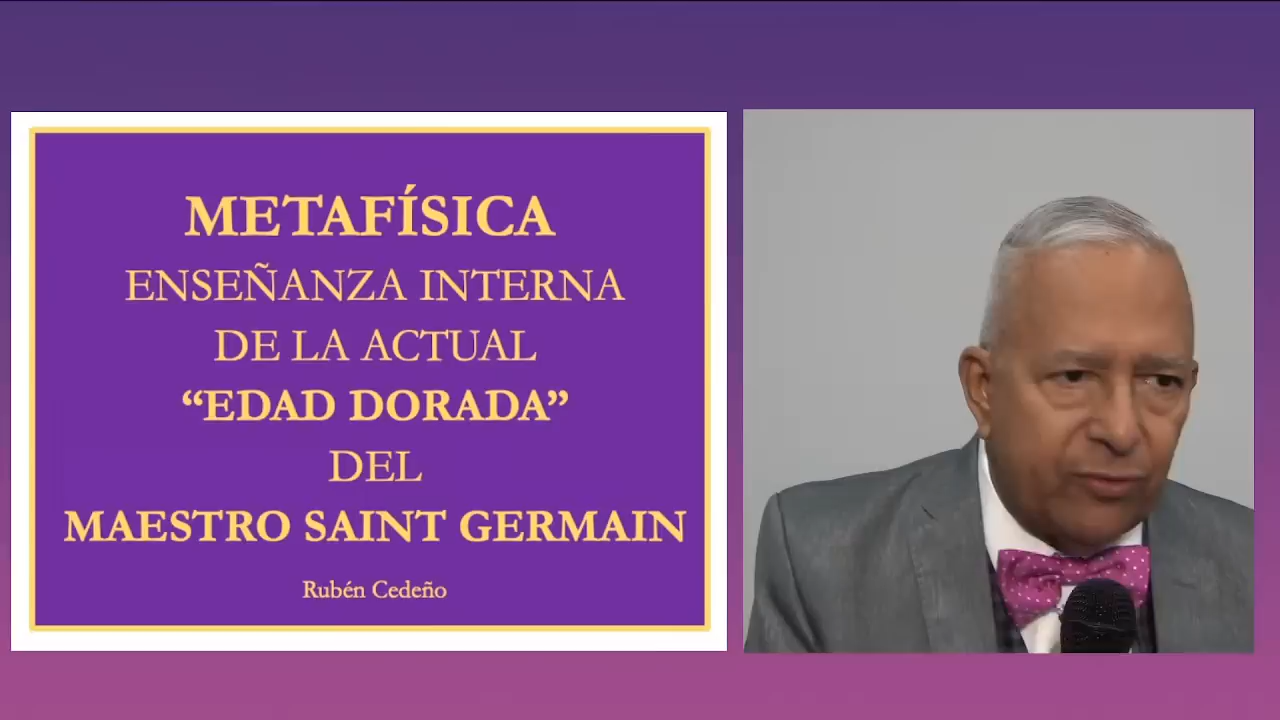 METAFÍSICA
ENSEÑANZA INTERNA
DE LA ACTUAL
“EDAD DORADA”
DEL
MAESTRO SAINT GERMAIN
Rubén Cedeño